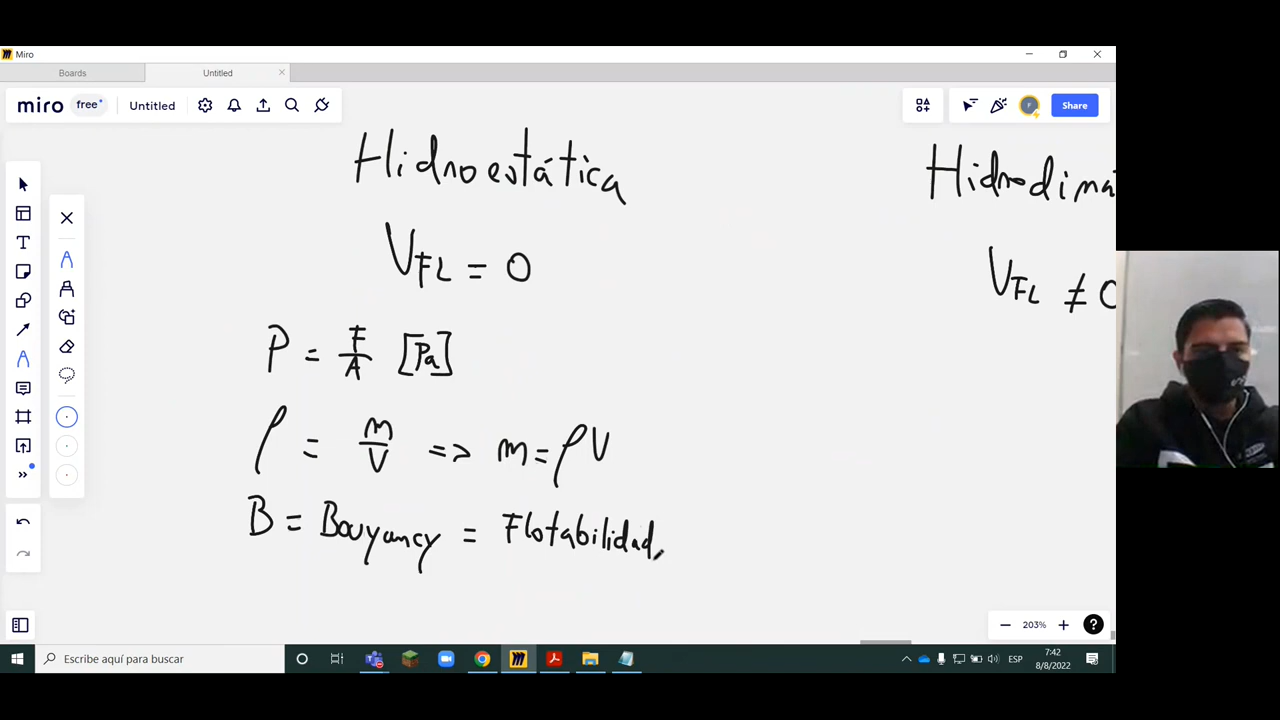 Miro
Boards
Untitled
miro free Untitled
Share
Hidroestática
V_FL = 0
P = F/A [Pa]
ρ = m/V => m = ρV
B = Bouyancy = Flotabilidad,
Hidrodiná
V_FL ≠ 0
203%
Escribe aquí para buscar
ESP
7:42
8/8/2022